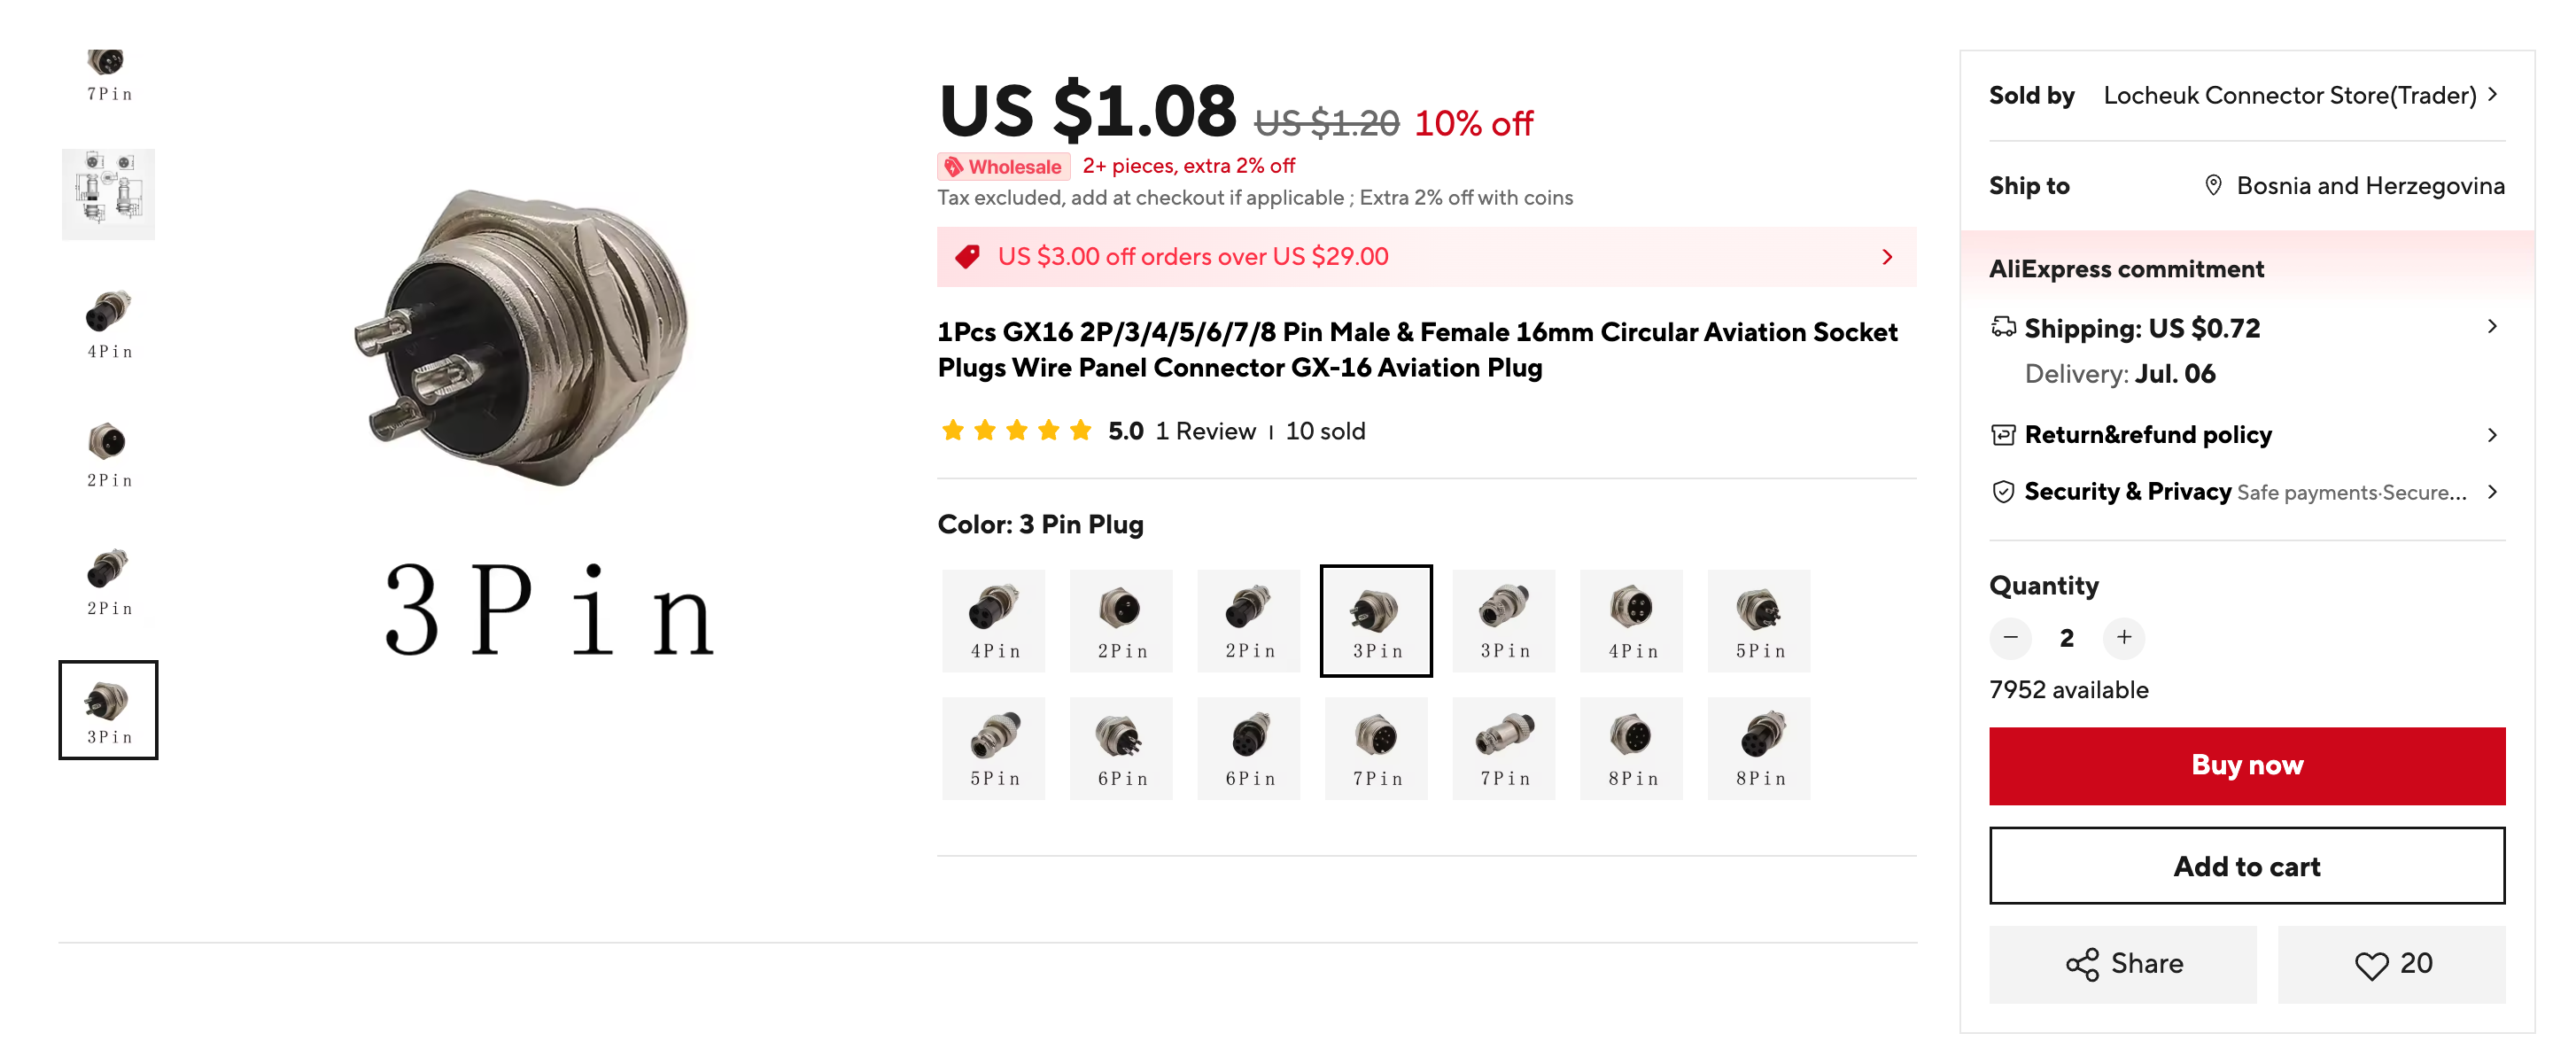 7Pin
4Pin
2Pin
2Pin
3Pin
3Pin
US $1.08 US $1.20 10% off
Wholesale 2+ pieces, extra 2% off
Tax excluded, add at checkout if applicable ; Extra 2% off with coins
US $3.00 off orders over US $29.00
1Pcs GX16 2P/3/4/5/6/7/8 Pin Male & Female 16mm Circular Aviation Socket
Plugs Wire Panel Connector GX-16 Aviation Plug
5.0 1 Review | 10 sold
Color: 3 Pin Plug
4Pin 2Pin 2Pin 3Pin 3Pin 4Pin 5Pin
5Pin 6Pin 6Pin 7Pin 7Pin 8Pin 8Pin
Sold by Locheuk Connector Store(Trader)
Ship to Bosnia and Herzegovina
AliExpress commitment
Shipping: US $0.72
Delivery: Jul. 06
Return&refund policy
Security & Privacy Safe payments·Secure...
Quantity
2
7952 available
Buy now
Add to cart
Share 20